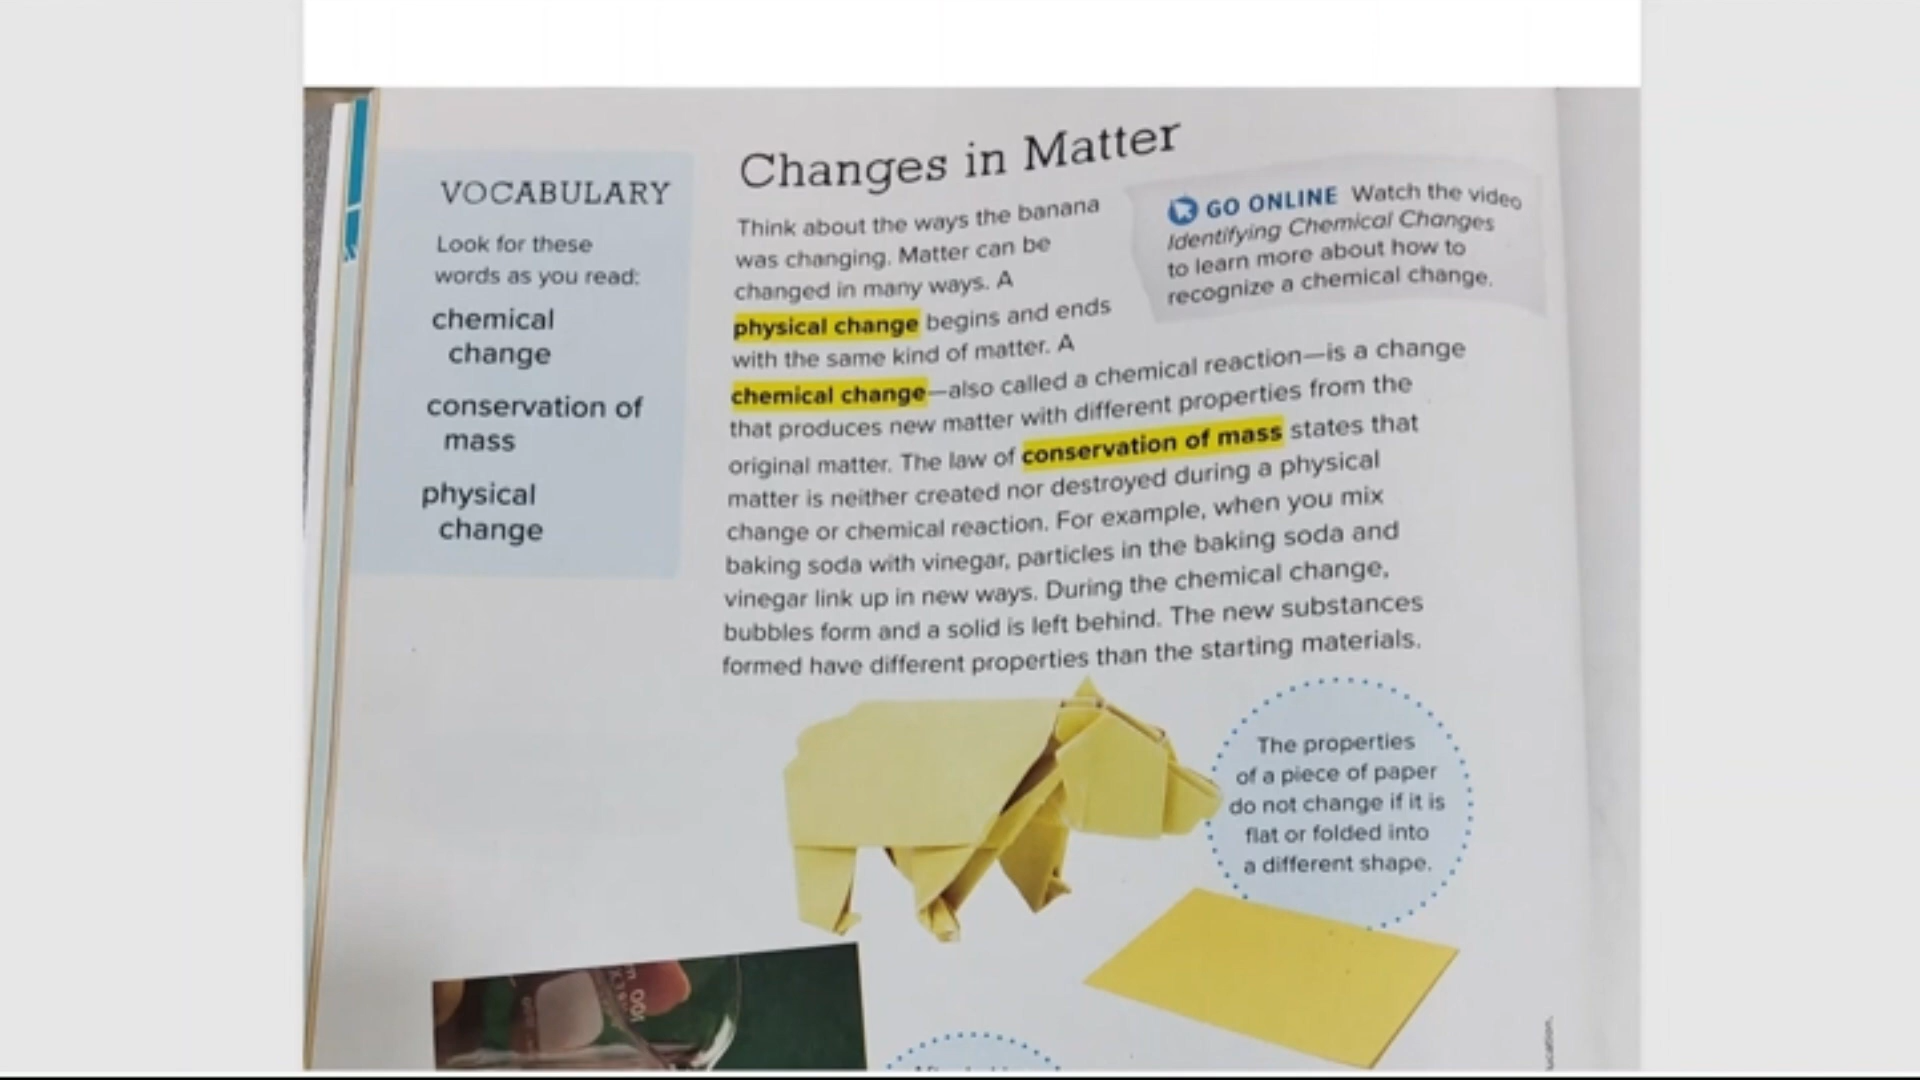 Changes in Matter
VOCABULARY
Look for these
words as you read:
chemical
change
conservation of
mass
physical
change
Think about the ways the banana
was changing. Matter can be
changed in many ways. A
physical change begins and ends
with the same kind of matter. A
chemical change—also called a chemical reaction—is a change
that produces new matter with different properties from the
original matter. The law of conservation of mass states that
matter is neither created nor destroyed during a physical
change or chemical reaction. For example, when you mix
baking soda with vinegar, particles in the baking soda and
vinegar link up in new ways. During the chemical change,
bubbles form and a solid is left behind. The new substances
formed have different properties than the starting materials.
GO ONLINE Watch the video
Identifying Chemical Changes
to learn more about how to
recognize a chemical change.
The properties
of a piece of paper
do not change if it is
flat or folded into
a different shape.
100